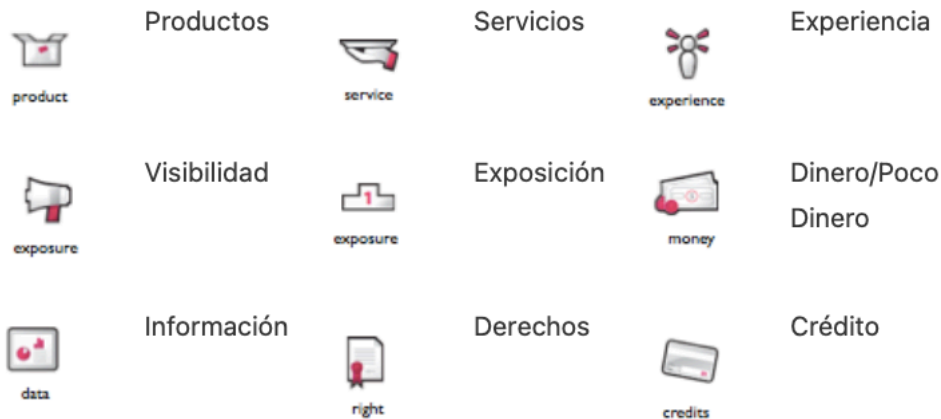 Productos
Servicios
Experiencia
product
service
experience
Visibilidad
Exposición
Dinero/Poco
Dinero
1
exposure
exposure
money
Información
Derechos
Crédito
data
right
credits